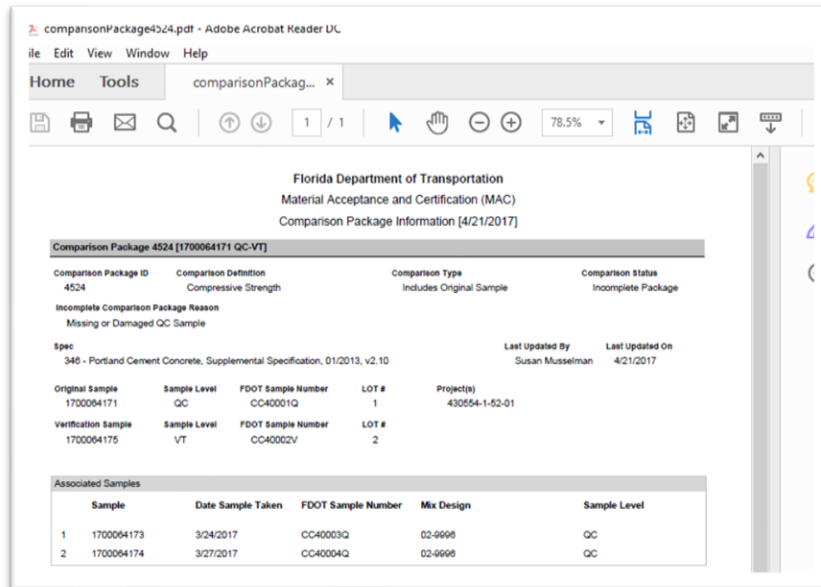 comparisonPackage4524.pdf - Adobe Acrobat Reader DC
ile Edit View Window Help
Home Tools comparisonPackag... ×
1 / 1 78.5%
Florida Department of Transportation
Material Acceptance and Certification (MAC)
Comparison Package Information [4/21/2017]
Comparison Package 4524 [1700064171 QC-VT]
Comparison Package ID Comparison Definition Comparison Type Comparison Status
4524 Compressive Strength Includes Original Sample Incomplete Package
Incomplete Comparison Package Reason
Missing or Damaged QC Sample
Spec Last Updated By Last Updated On
346 - Portland Cement Concrete, Supplemental Specification, 01/2013, v2.10 Susan Musselman 4/21/2017
Original Sample Sample Level FDOT Sample Number LOT # Project(s)
1700064171 QC CC40001Q 1 430554-1-52-01
Verification Sample Sample Level FDOT Sample Number LOT #
1700064175 VT CC40002V 2
Associated Samples
Sample Date Sample Taken FDOT Sample Number Mix Design Sample Level
1 1700064173 3/24/2017 CC40003Q 02-9996 QC
2 1700064174 3/27/2017 CC40004Q 02-9996 QC